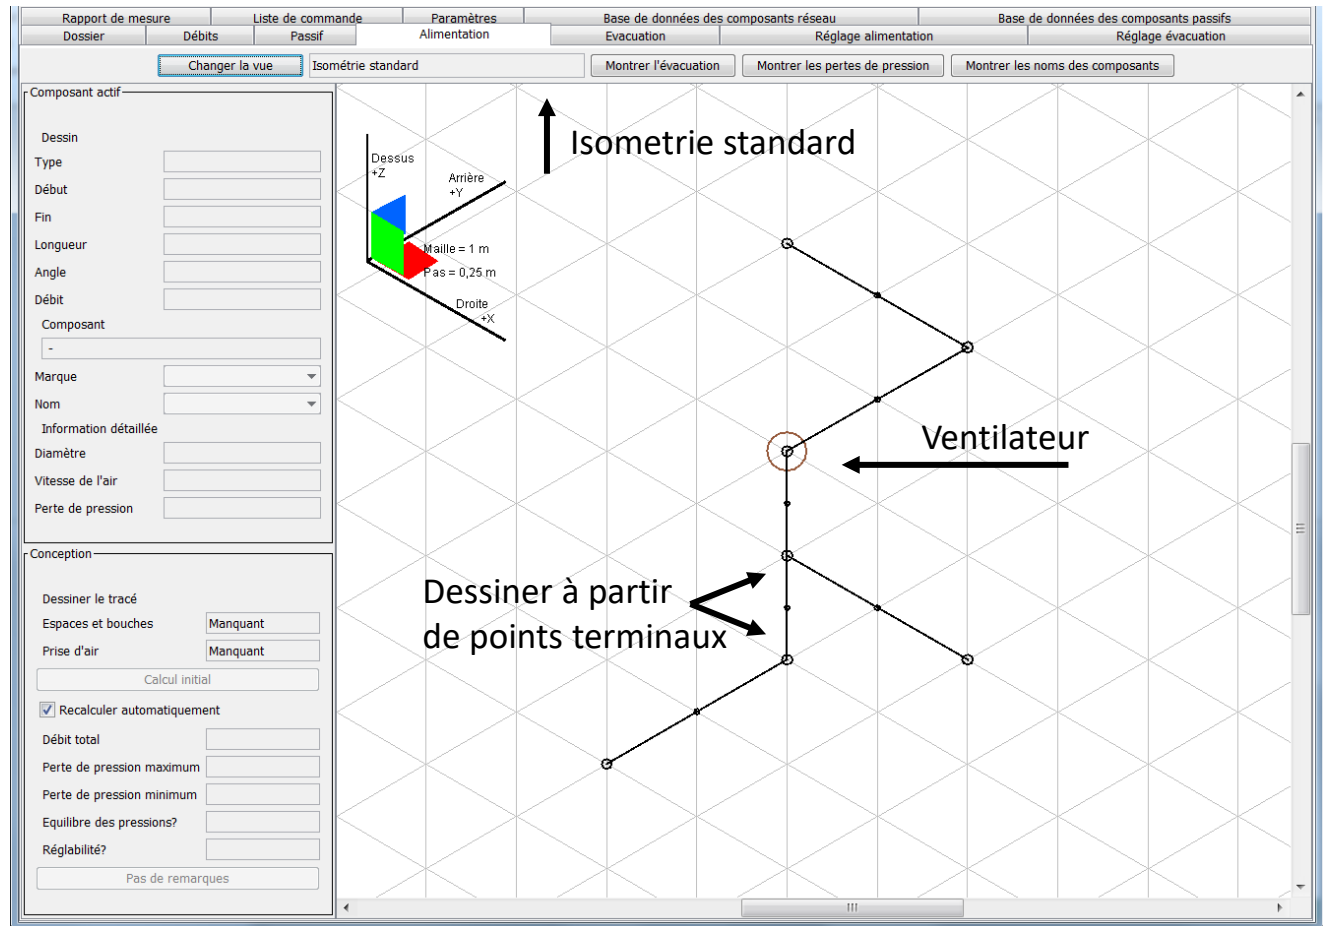 Rapport de mesure Liste de commande Paramètres Base de données des composants réseau Base de données des composants passifs
Dossier Débits Passif Alimentation Evacuation Réglage alimentation Réglage évacuation
Changer la vue Isométrie standard Montrer l'évacuation Montrer les pertes de pression Montrer les noms des composants
Composant actif
Dessin
Type
Début
Fin
Longueur
Angle
Débit
Composant
-
Marque
Nom
Information détaillée
Diamètre
Vitesse de l'air
Perte de pression
Conception
Dessiner le tracé
Espaces et bouches Manquant
Prise d'air Manquant
Calcul initial
Recalculer automatiquement
Débit total
Perte de pression maximum
Perte de pression minimum
Equilibre des pressions?
Réglabilité?
Pas de remarques
Isometrie standard
Dessus
+Z
Arrière
+Y
Maille = 1 m
Pas = 0,25 m
Droite
+X
Ventilateur
Dessiner à partir
de points terminaux